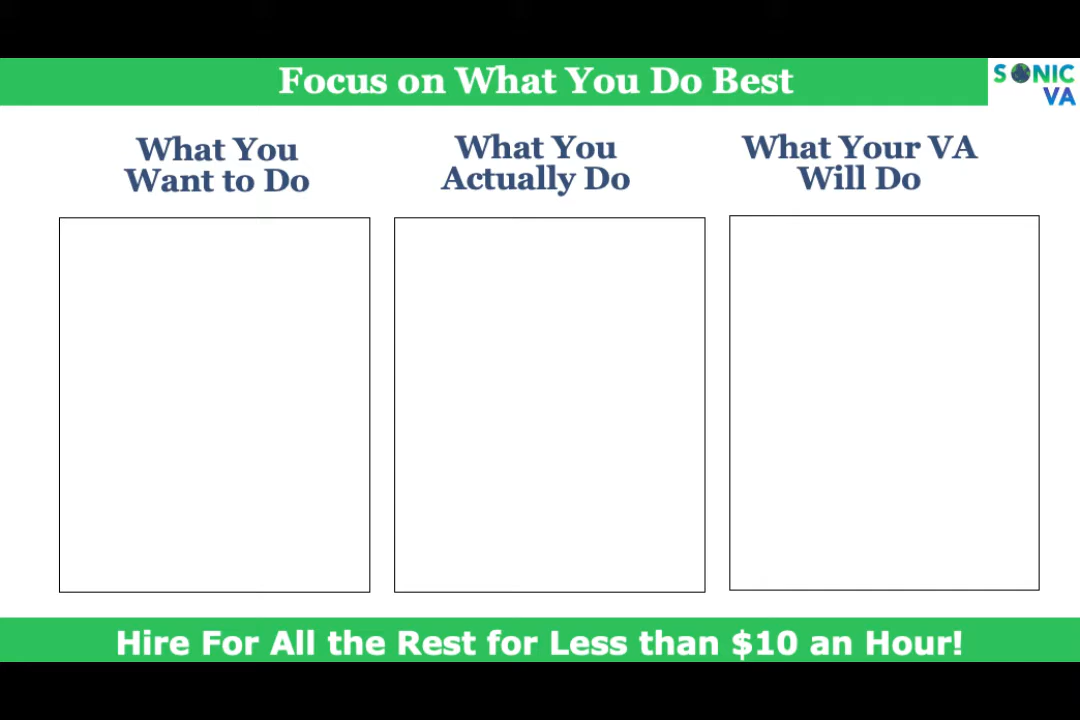 Focus on What You Do Best
SONIC
VA
What You
Want to Do
What You
Actually Do
What Your VA
Will Do
Hire For All the Rest for Less than $10 an Hour!